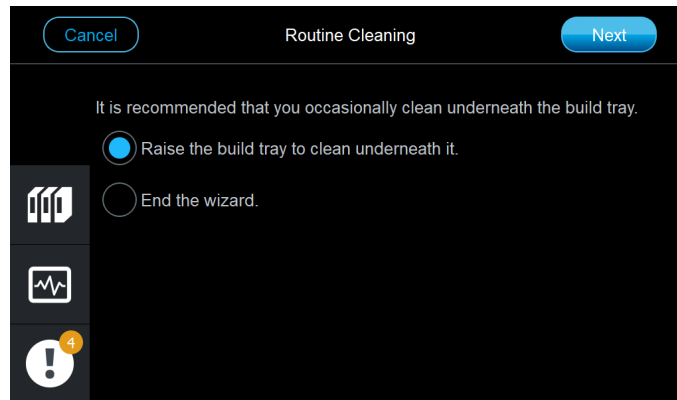 Cancel
Routine Cleaning
Next
It is recommended that you occasionally clean underneath the build tray.
Raise the build tray to clean underneath it.
End the wizard.
4